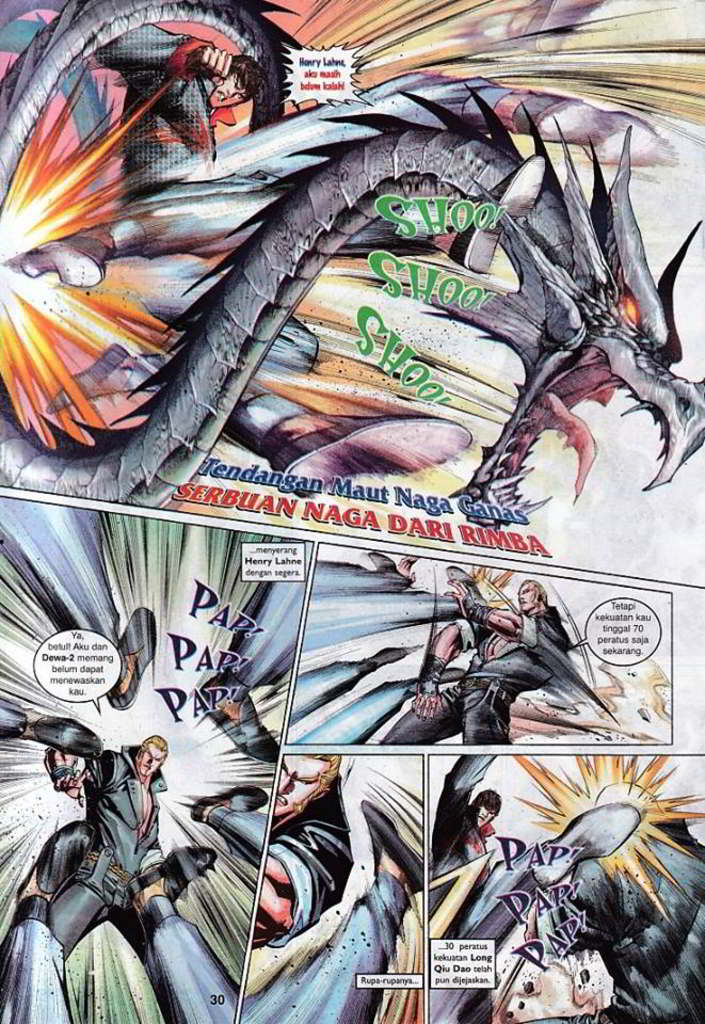 Henry Lahne,
aku masih
belum kalah!
SHOO!
SHOO!
SHOO!
Tendangan Maut Naga Ganas
SERBUAN NAGA DARI RIMBA
...menyerang
Henry Lahne
dengan segera.
Ya,
betul! Aku dan
Dewa-2 memang
belum dapat
menewaskan
kau.
PAP!
PAP!
PAP!
Tetapi
kekuatan kau
tinggal 70
peratus saja
sekarang.
Rupa-rupanya...
PAP!
PAP!
PAP!
...30 peratus
kekuatan Long
Qiu Dao telah
pun dijejaskan.
30